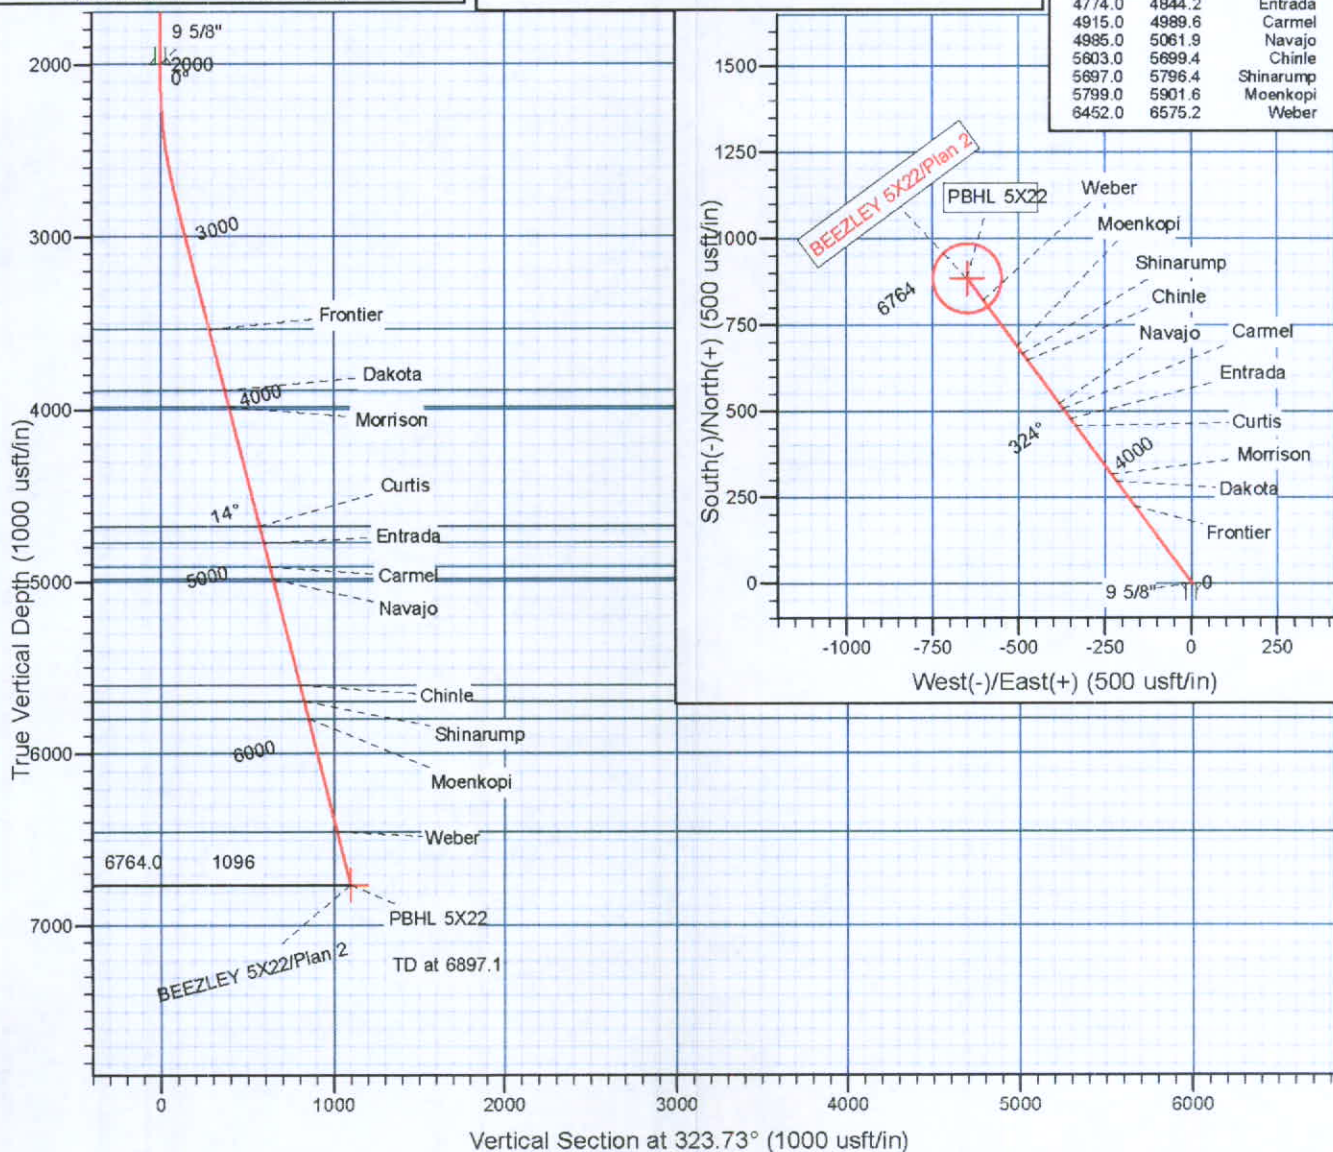 4774.0 4844.2 Entrada
4915.0 4989.6 Carmel
4985.0 5061.9 Navajo
5603.0 5699.4 Chinle
5697.0 5796.4 Shinarump
5799.0 5901.6 Moenkopi
6452.0 6575.2 Weber
True Vertical Depth (1000 usft/in)
2000
3000
4000
5000
6000
7000
9 5/8"
2000
0°
3000
Frontier
Dakota
4000
Morrison
Curtis
14°
Entrada
Carmel
5000
Navajo
Chinle
Shinarump
6000
Moenkopi
Weber
6764.0 1096
PBHL 5X22
BEEZLEY 5X22/Plan 2
TD at 6897.1
0 1000 2000 3000 4000 5000 6000
Vertical Section at 323.73° (1000 usft/in)
South(-)/North(+) (500 usft/in)
1500
1250
1000
750
500
250
0
BEEZLEY 5X22/Plan 2
PBHL 5X22
Weber
Moenkopi
Shinarump
Chinle
6764
Navajo
Carmel
Entrada
324°
Curtis
4000
Morrison
Dakota
Frontier
9 5/8"
0
-1000 -750 -500 -250 0 250
West(-)/East(+) (500 usft/in)